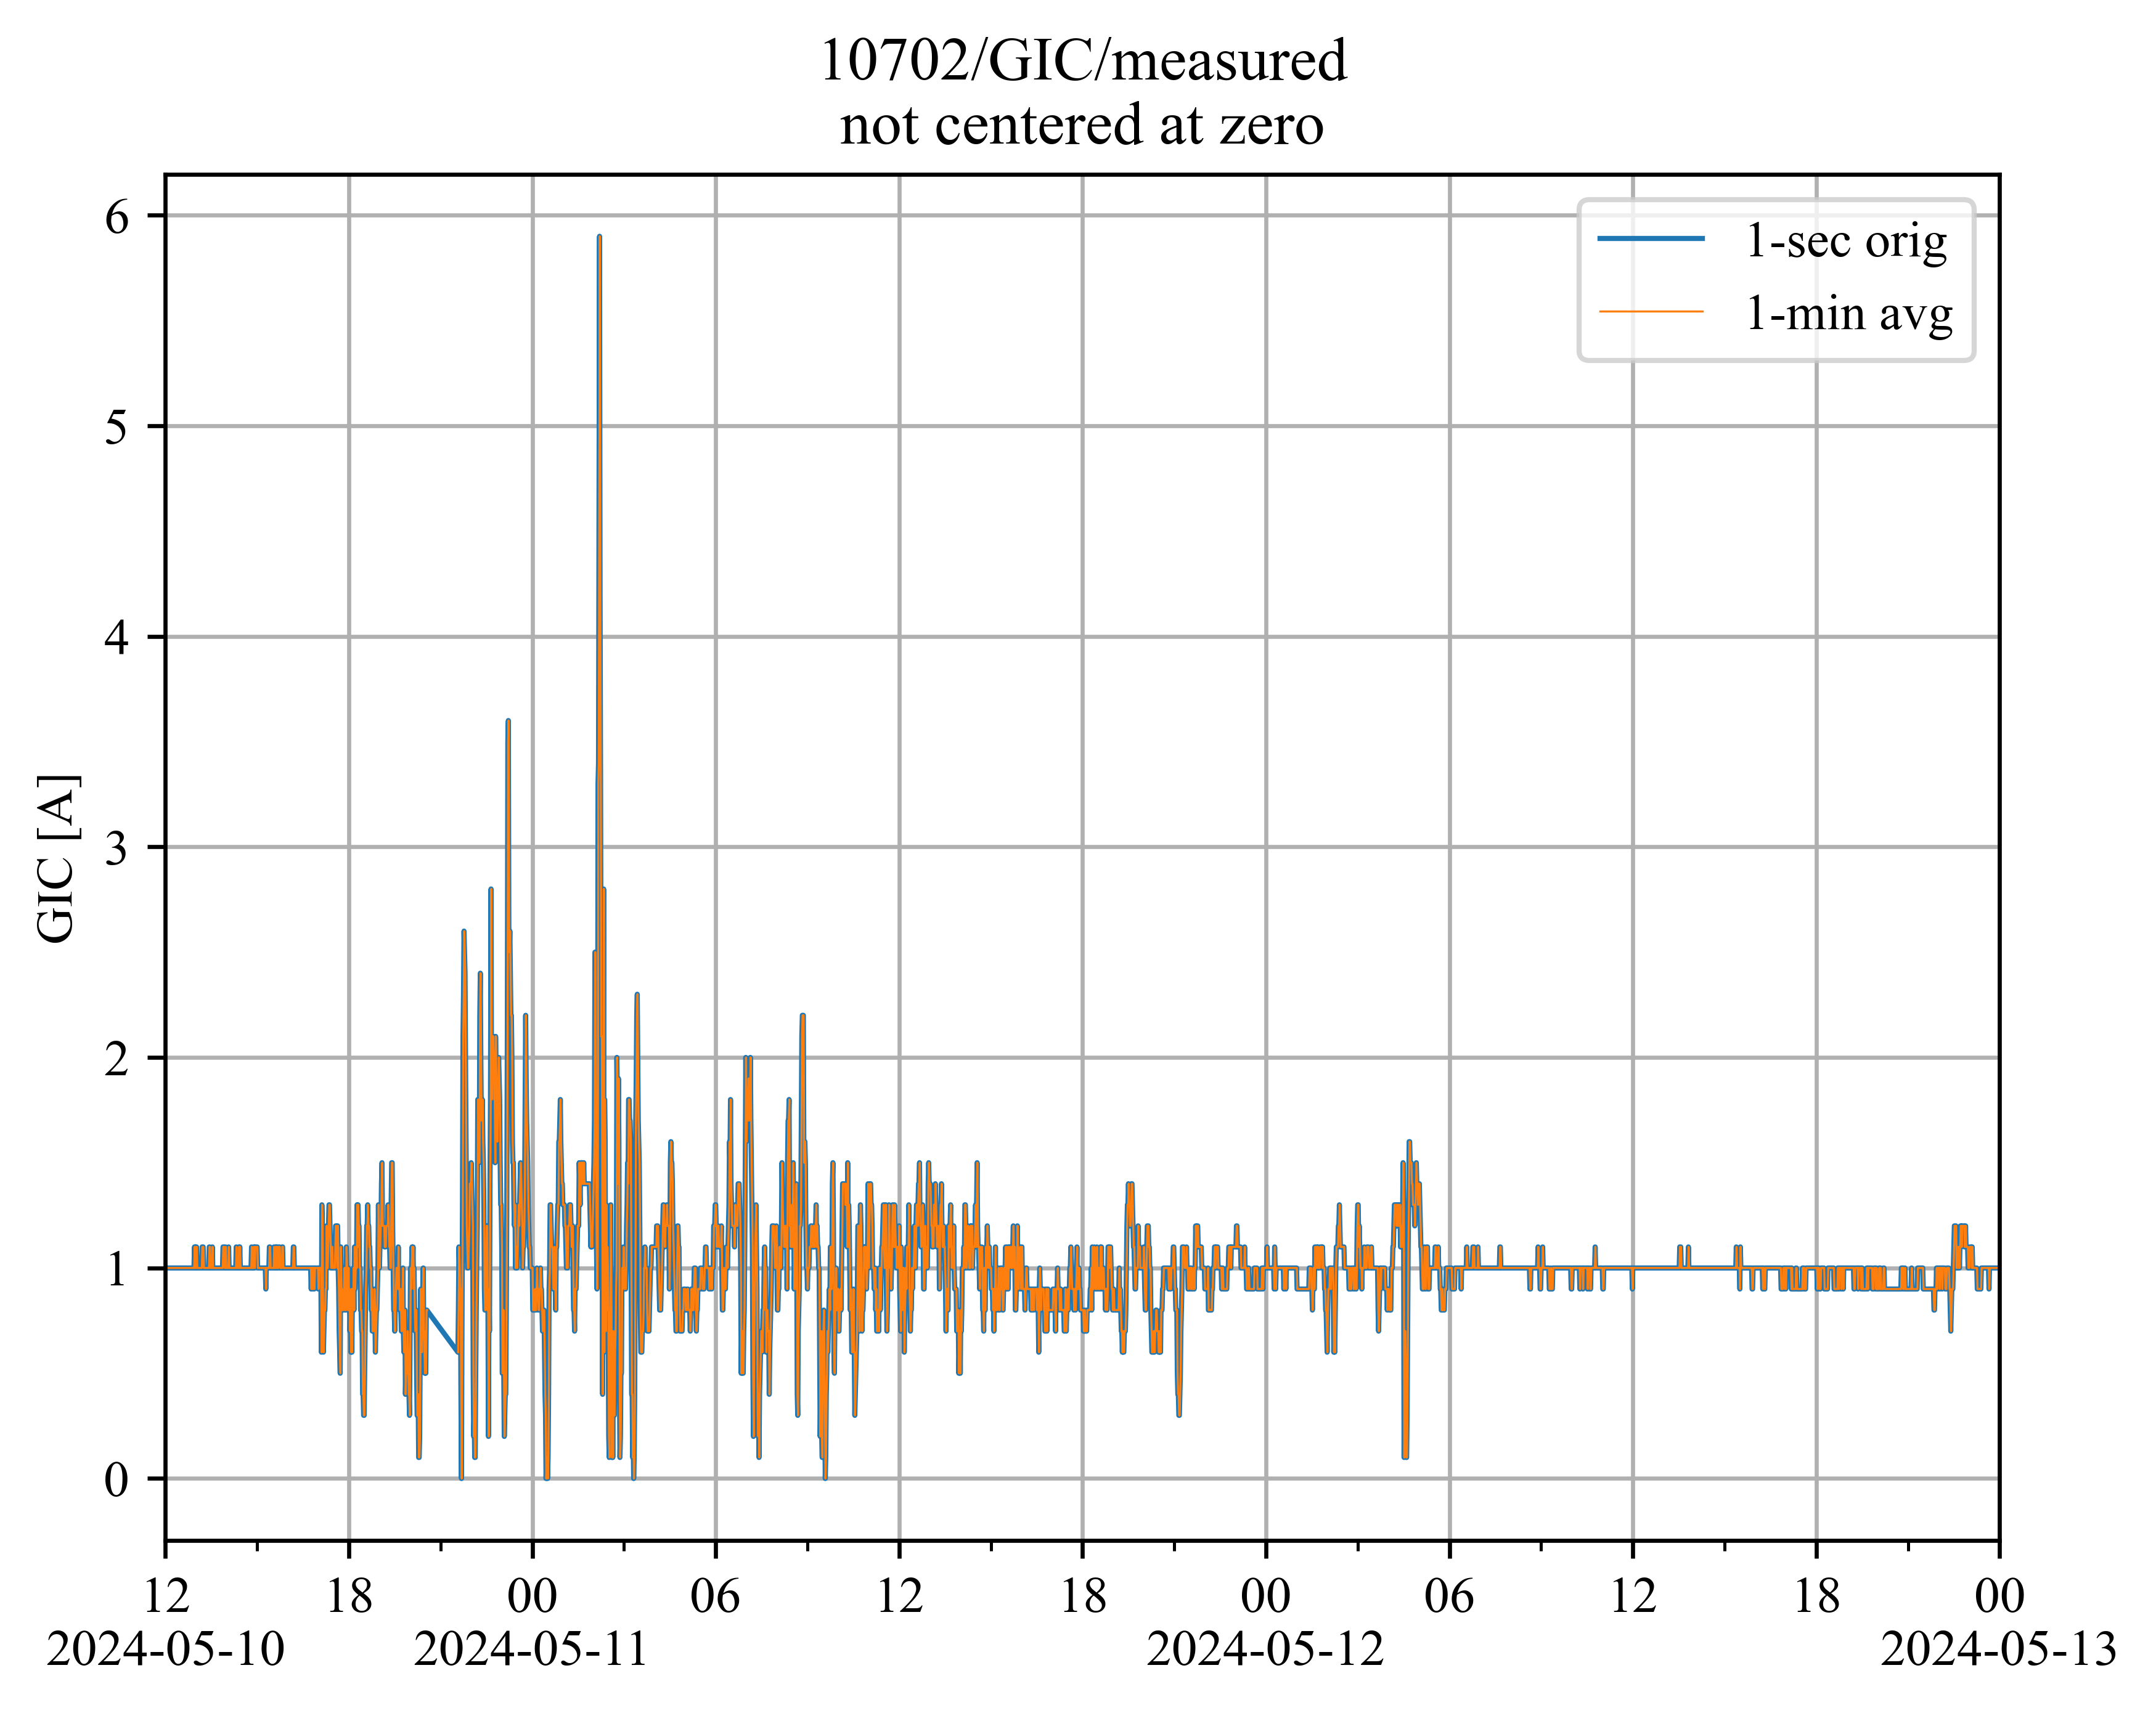 10702/GIC/measured
not centered at zero
1-sec orig
1-min avg
GIC [A]
6
5
4
3
2
1
0
12 18 00 06 12 18 00 06 12 18 00
2024-05-10 2024-05-11 2024-05-12 2024-05-13